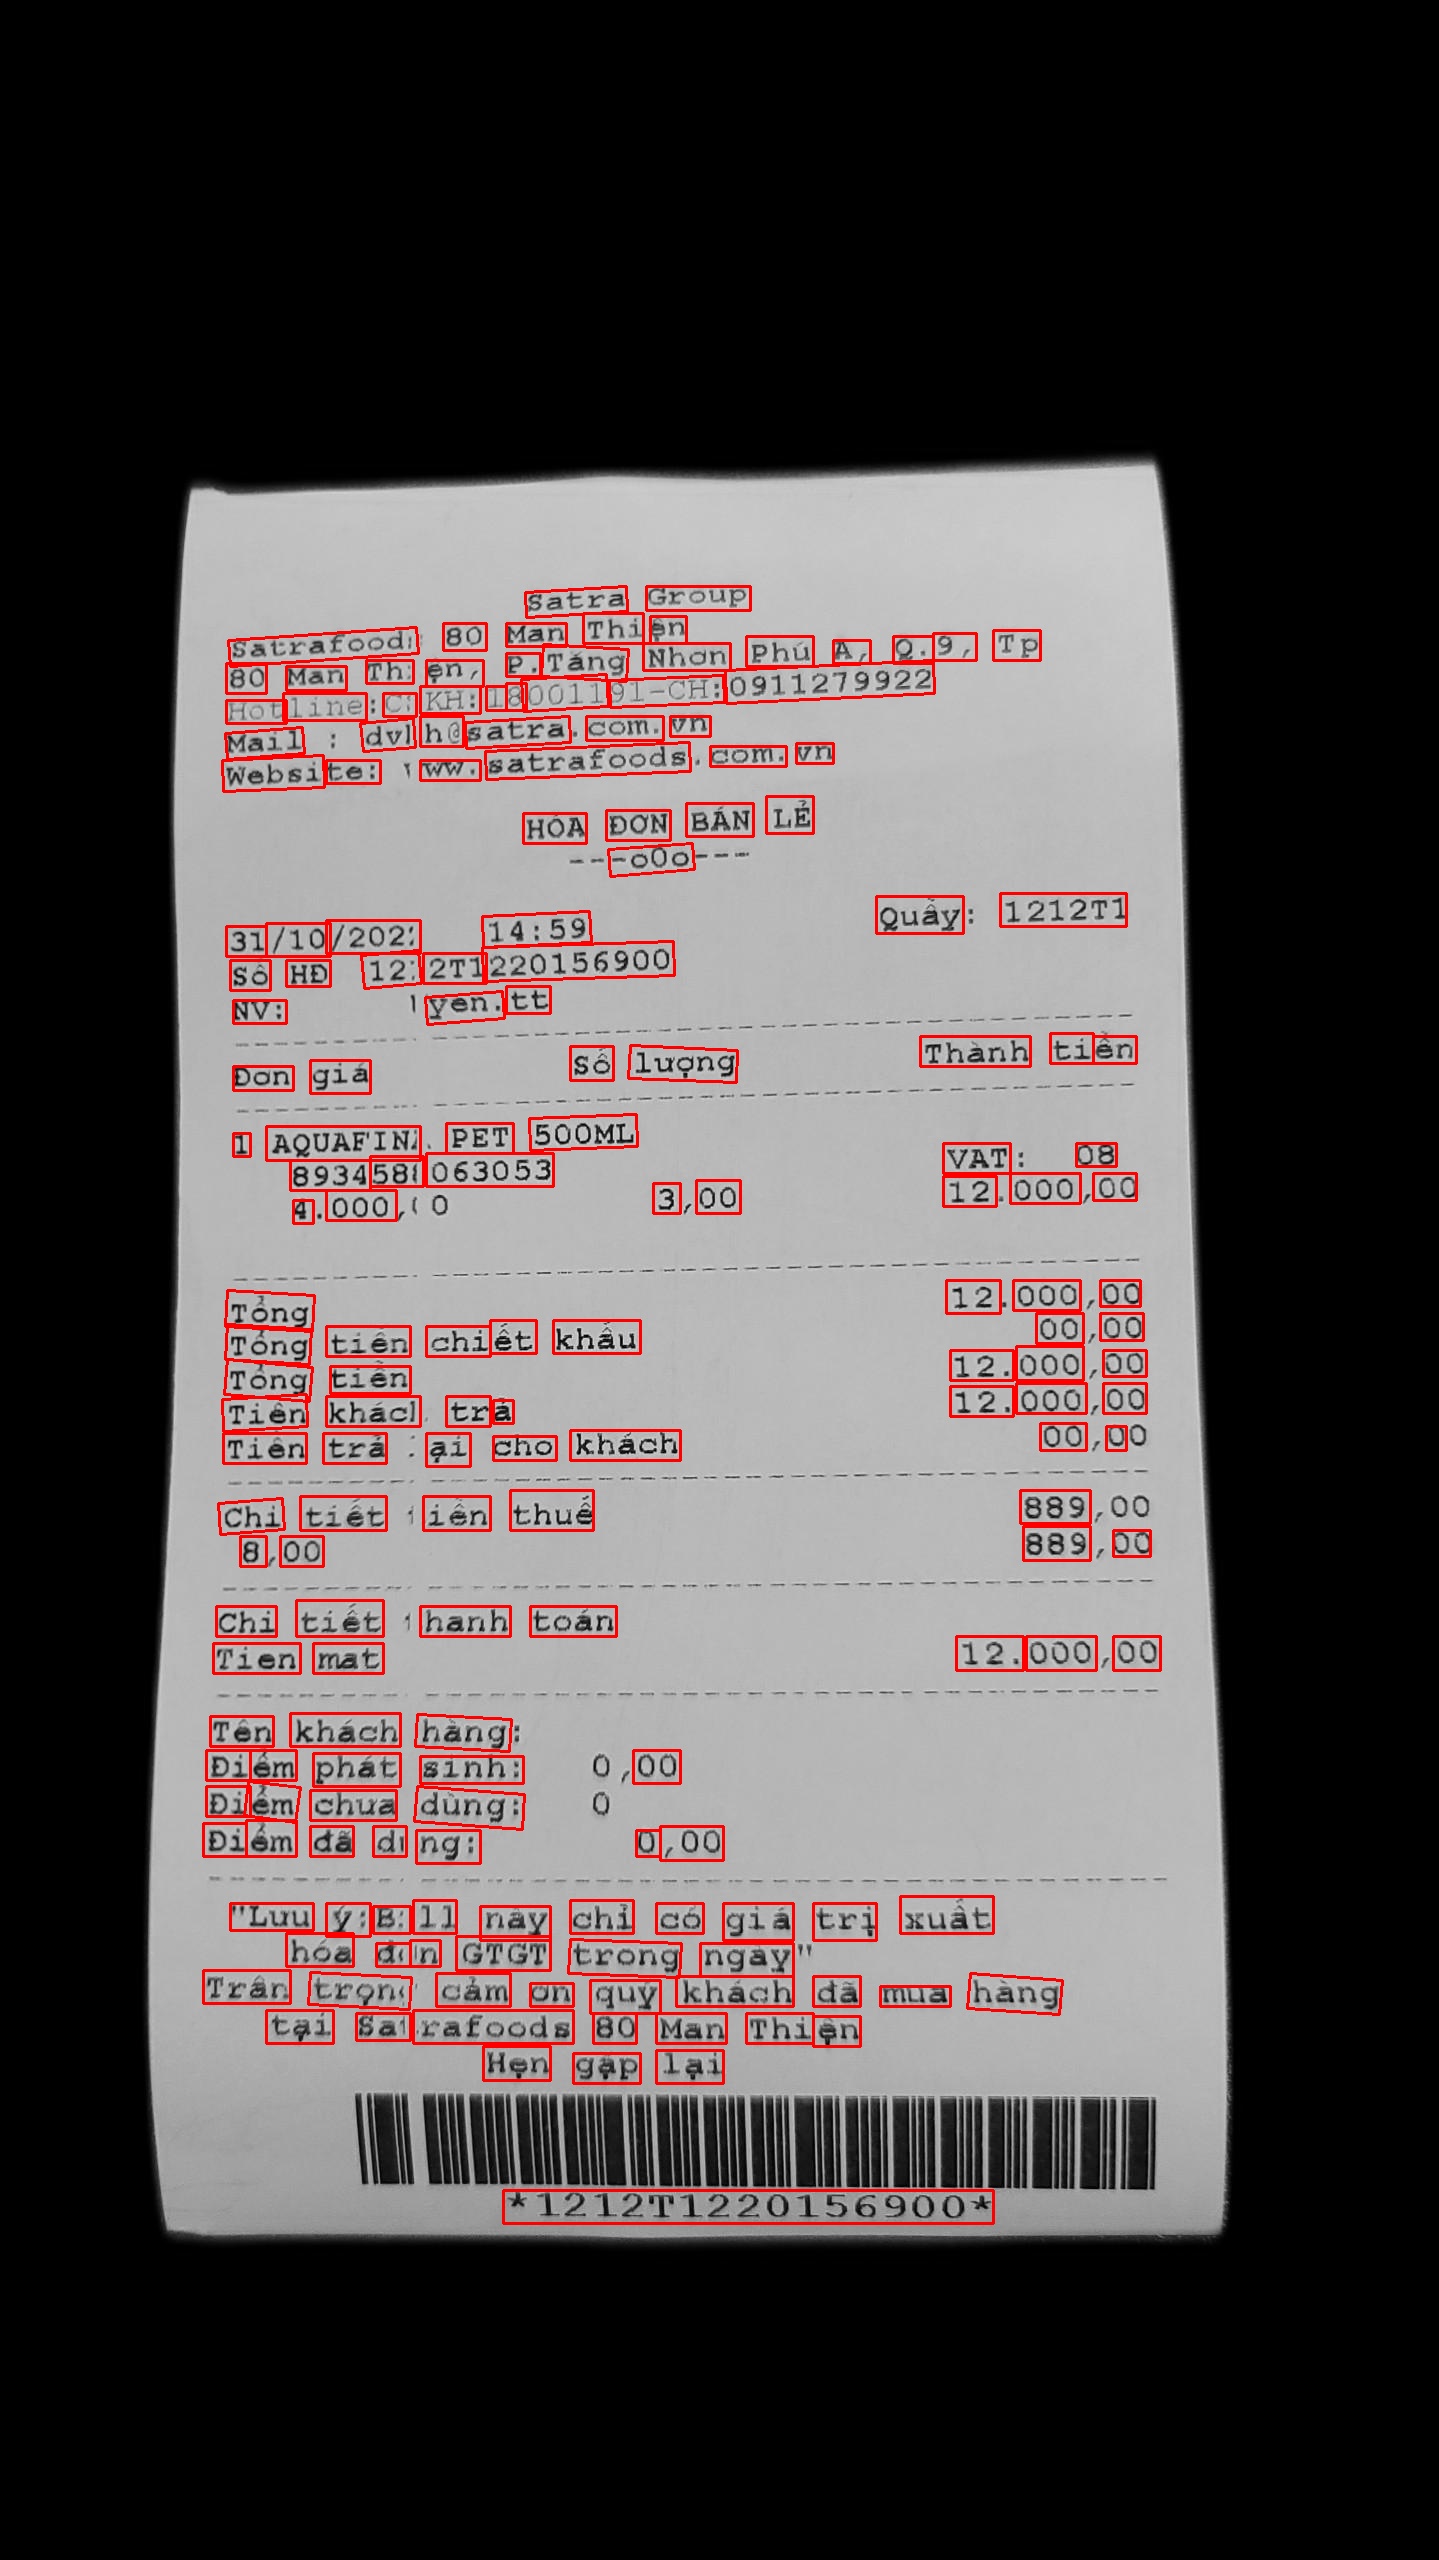 Satra Group
Satrafoods 80 Man Thiện
80 Man Thiện, P.Tăng Nhơn Phú A, Q.9, Tp
Hotline: KH: 18001191-CH:0911279922
Mail : h@satra.com.vn
Website: www.satrafoods.com.vn
HÓA ĐƠN BÁN LẺ
---o0o---
31/10/202 14:59 Quầy: 1212T1
Số HĐ 1212T1220156900
NV: yen.tt
Đơn giá Số lượng Thành tiền
1 AQUAFINA PET 500ML
8934588063053 VAT: 08
4.000,00 3,00 12.000,00
Tổng 12.000,00
Tổng tiền chiết khấu 00,00
Tổng tiền 12.000,00
Tiền khách trả 12.000,00
Tiền trả lại cho khách 00,00
Chi tiết tiền thuế 889,00
8,00 889,00
Chi tiết thanh toán
Tien mat 12.000,00
Tên khách hàng:
Điểm phát sinh: 0,00
Điểm chưa dùng: 0
Điểm đã dùng: 0,00
"Lưu ý:Bill này chỉ có giá trị xuất
hóa đơn GTGT trong ngày"
Trân trọng cảm ơn quý khách đã mua hàng
tại Satrafoods 80 Man Thiện
Hẹn gặp lại
*1212T1220156900*